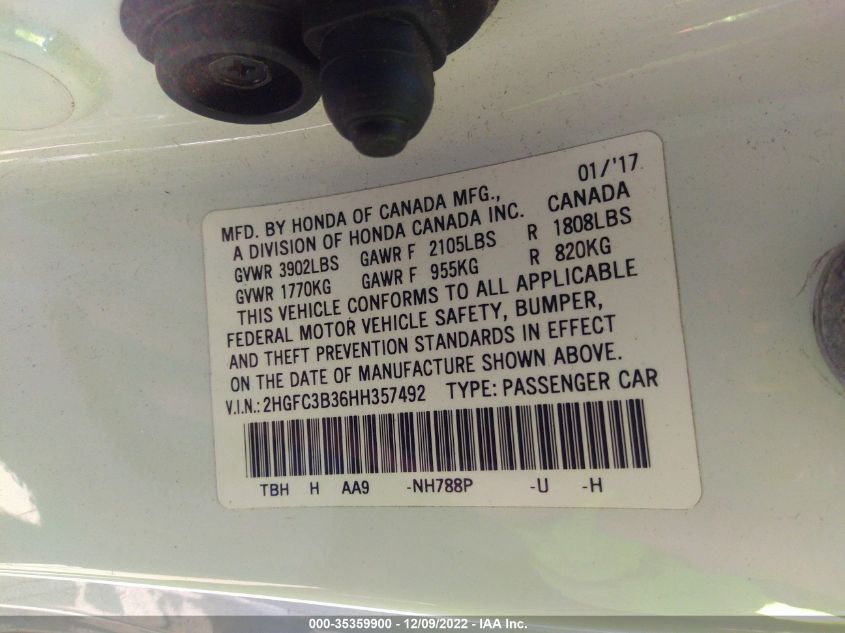 01/'17
MFD. BY HONDA OF CANADA MFG.,
A DIVISION OF HONDA CANADA INC. CANADA
GVWR 3902LBS GAWR F 2105LBS R 1808LBS
GVWR 1770KG GAWR F 955KG R 820KG
THIS VEHICLE CONFORMS TO ALL APPLICABLE
FEDERAL MOTOR VEHICLE SAFETY, BUMPER,
AND THEFT PREVENTION STANDARDS IN EFFECT
ON THE DATE OF MANUFACTURE SHOWN ABOVE.
V.I.N.: 2HGFC3B36HH357492 TYPE: PASSENGER CAR
TBH H AA9 -NH788P -U -H
000-35359900 - 12/09/2022 - IAA Inc.